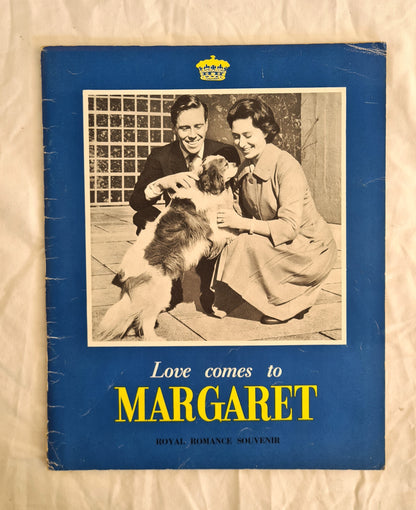 Love comes to
MARGARET
ROYAL ROMANCE SOUVENIR